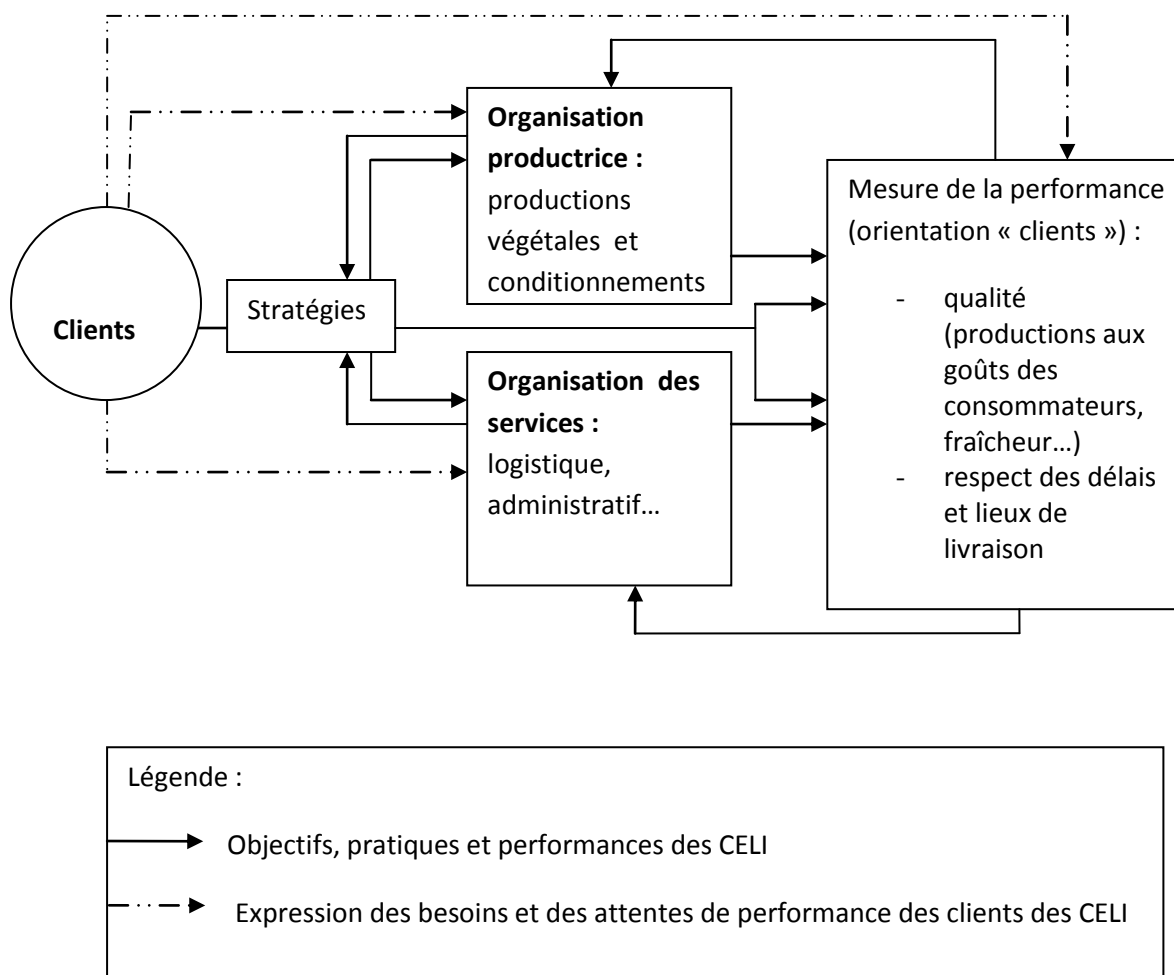 Clients
Stratégies
Organisation
productrice :
productions
végétales et
conditionnements
Organisation des
services :
logistique,
administratif…
Mesure de la performance
(orientation « clients ») :
- qualité
(productions aux
goûts des
consommateurs,
fraîcheur…)
- respect des délais
et lieux de
livraison
Légende :
Objectifs, pratiques et performances des CELI
Expression des besoins et des attentes de performance des clients des CELI